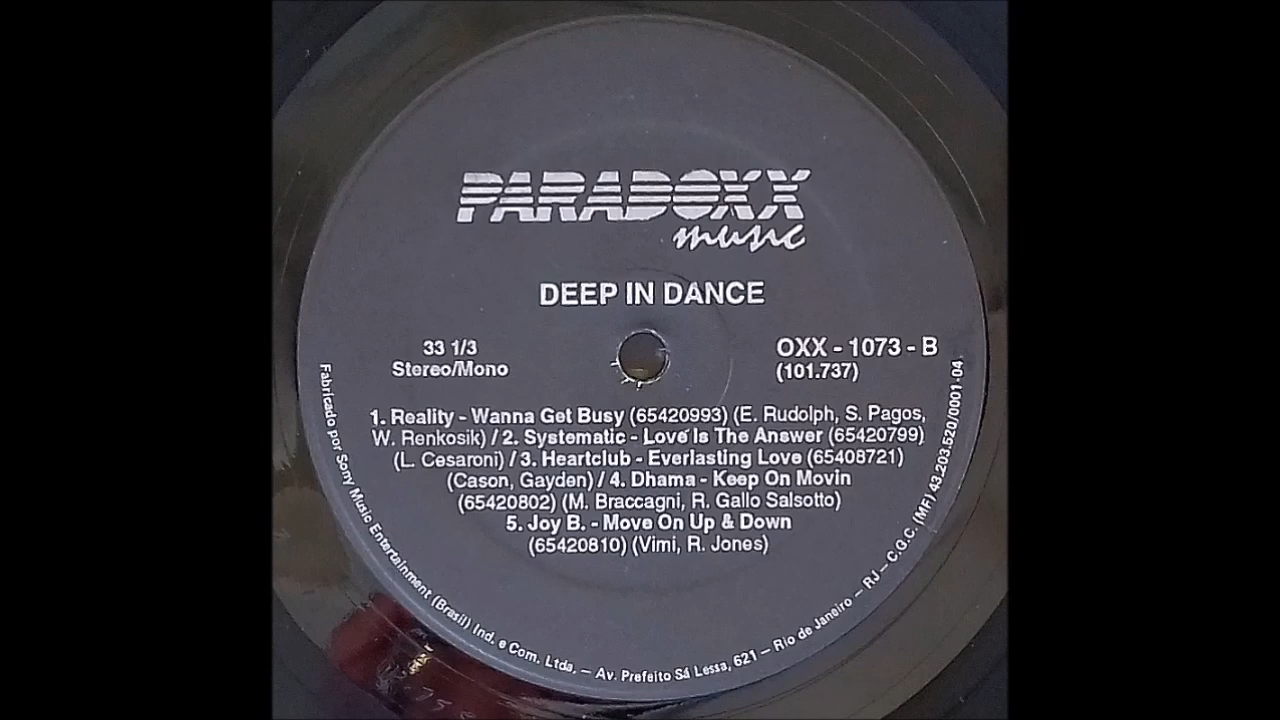 PARADOXX
music
DEEP IN DANCE
33 1/3
Stereo/Mono
OXX - 1073 - B
(101.737)
1. Reality - Wanna Get Busy (65420993) (E. Rudolph, S. Pagos,
W. Renkosik) / 2. Systematic - Love Is The Answer (65420799)
(L. Cesaroni) / 3. Heartclub - Everlasting Love (65408721)
(Cason, Gayden) / 4. Dhama - Keep On Movin
(65420802) (M. Braccagni, R. Gallo Salsotto)
5. Joy B. - Move On Up & Down
(65420810) (Vimi, R. Jones)
Fabricado por Sony Music Entertainment (Brasil) Ind. e Com. Ltda. — Av. Prefeito Sá Lessa, 621 — Rio de Janeiro — RJ — C.G.C. (MF) 43.203.520/0001-04